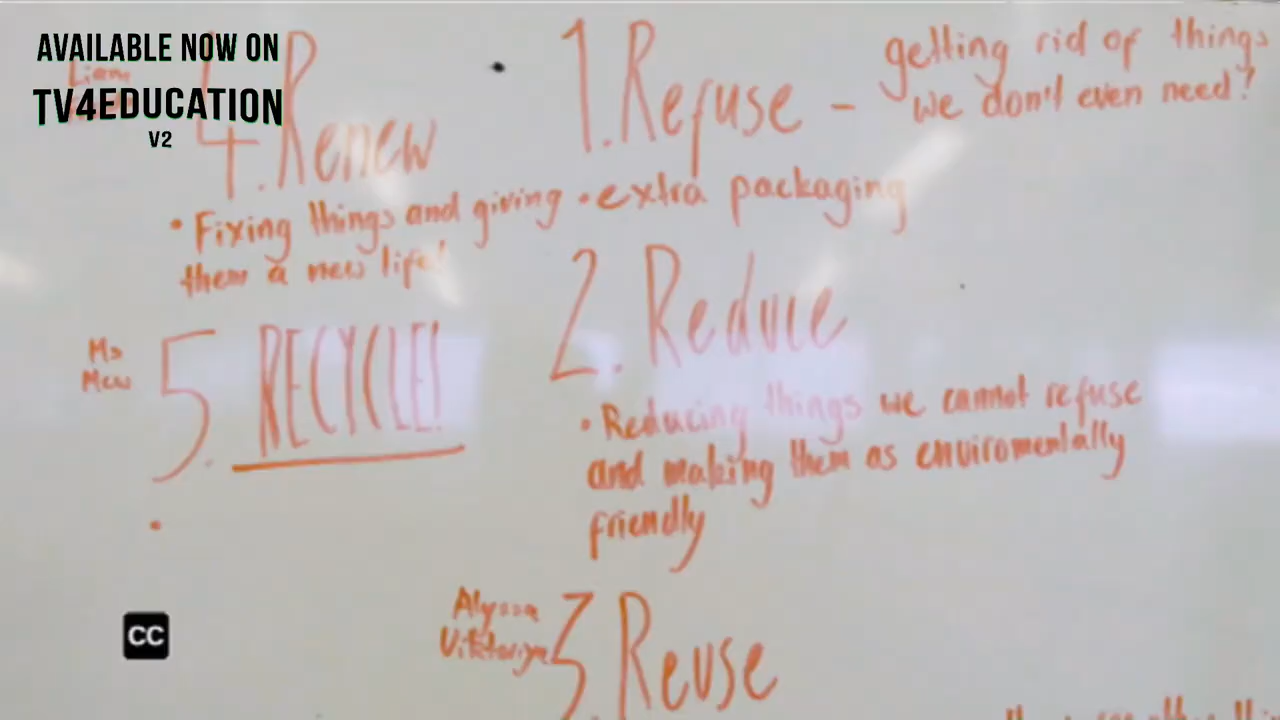 AVAILABLE NOW ON
TV4EDUCATION
V2
Liam
4. Renew
• Fixing things and giving
them a new life!
Ms
Mew
5. RECYCLE!
•
1. Refuse - getting rid of things
we don't even need?
• extra packaging
2. Reduce
• Reducing things we cannot refuse
and making them as enviromentally
friendly
Alyssa
Viktoriya
3. Reuse
CC